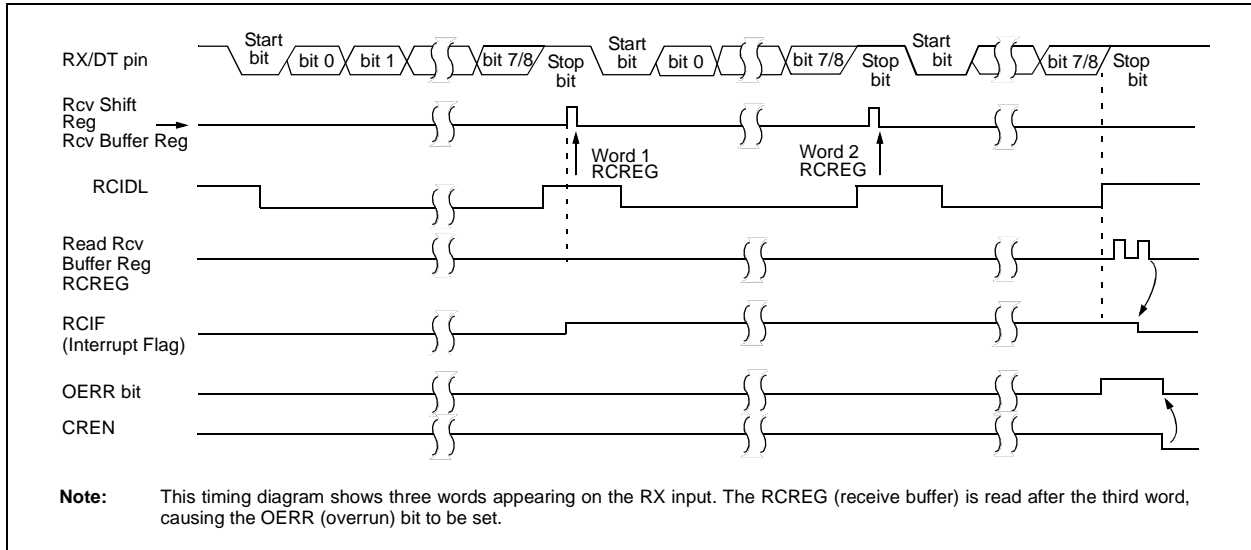 Start
bit
bit 0
bit 1
bit 7/8
Stop
bit
Start
bit
bit 0
bit 7/8
Stop
bit
Start
bit
bit 7/8
Stop
bit
RX/DT pin
Rcv Shift
Reg
Rcv Buffer Reg
Word 1
RCREG
Word 2
RCREG
RCIDL
Read Rcv
Buffer Reg
RCREG
RCIF
(Interrupt Flag)
OERR bit
CREN
Note: This timing diagram shows three words appearing on the RX input. The RCREG (receive buffer) is read after the third word,
causing the OERR (overrun) bit to be set.